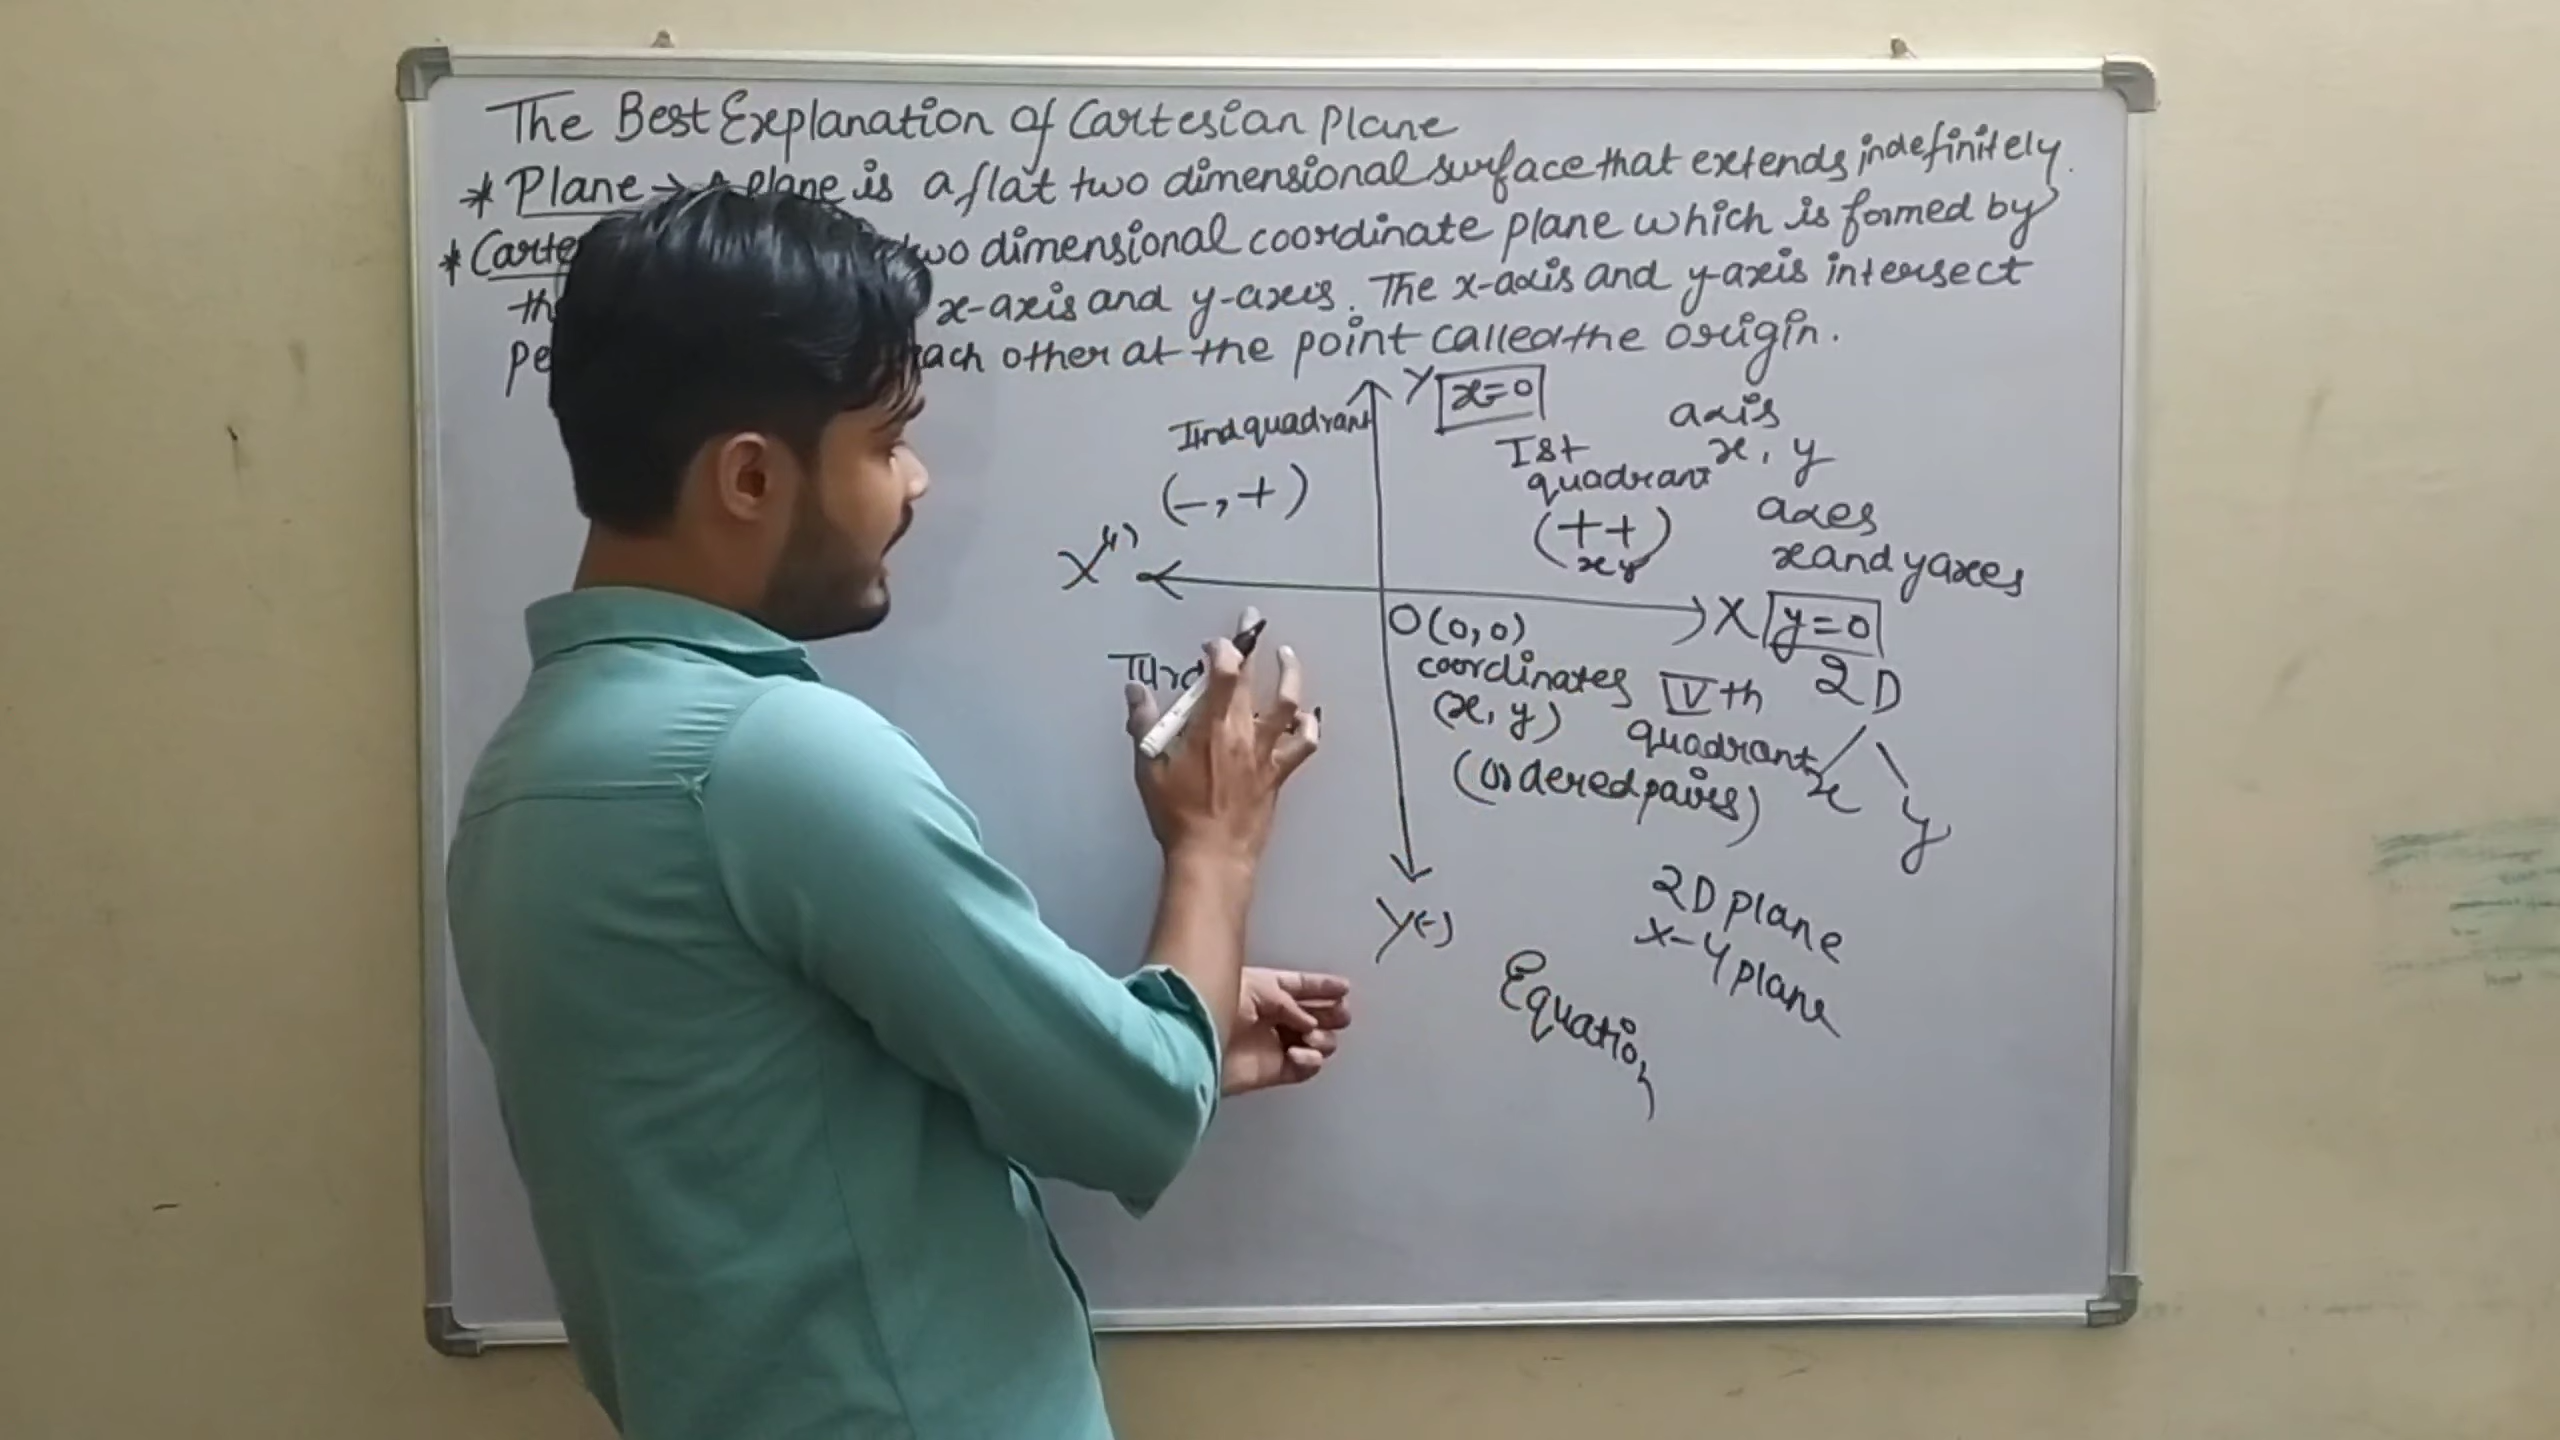 The Best Explanation of Cartesian Plane
* Plane → A plane is a flat two dimensional surface that extends indefinitely.
* Carte two dimensional coordinate plane which is formed by
th x-axis and y-axis. The x-axis and y-axis intersect
Pe each other at the point called the origin.
Y x=0
IInd quadrant
(-,+)
Ist
quadrant
(++)
x y
axis
x, y
axes
x and y axes
X'(-)
X y=0
O(0,0)
coordinates
(x, y)
(Ordered pairs)
IIIrd
IVth
quadrant
2D
x
y
Y(-)
2D plane
X-Y plane
Equation